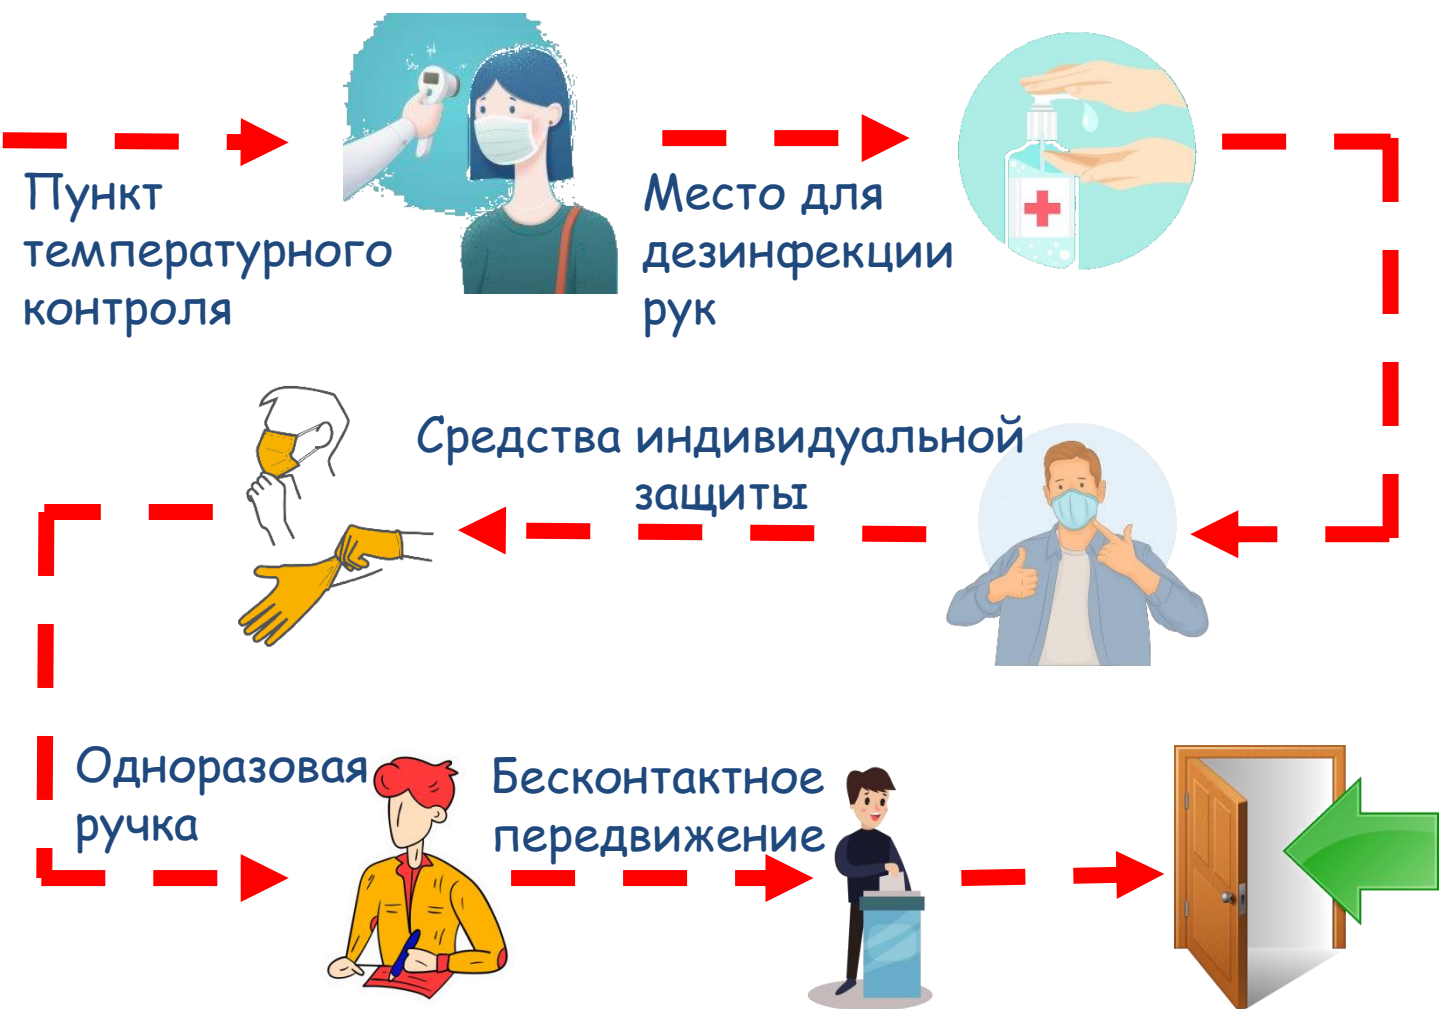 Пункт
температурного
контроля
Место для
дезинфекции
рук
Средства индивидуальной
защиты
Одноразовая
ручка
Бесконтактное
передвижение